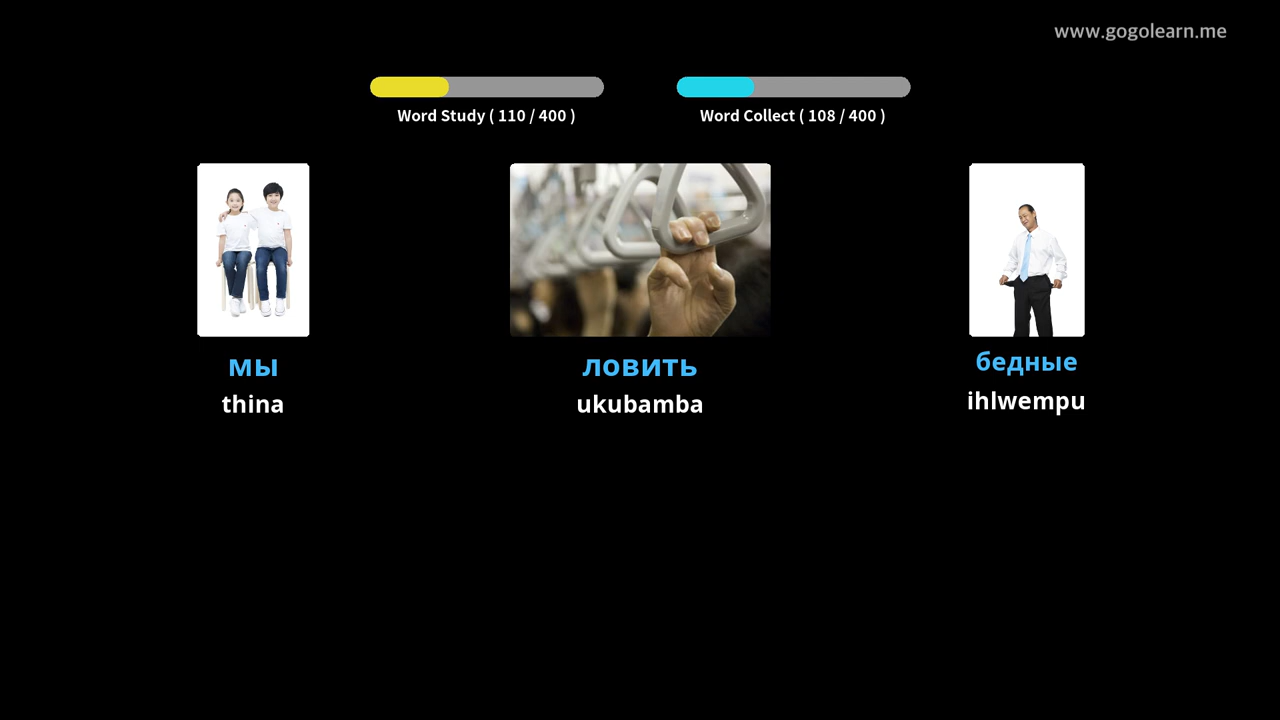 www.gogolearn.me
Word Study ( 110 / 400 )
Word Collect ( 108 / 400 )
мы
ловить
бедные
thina
ukubamba
ihlwempu